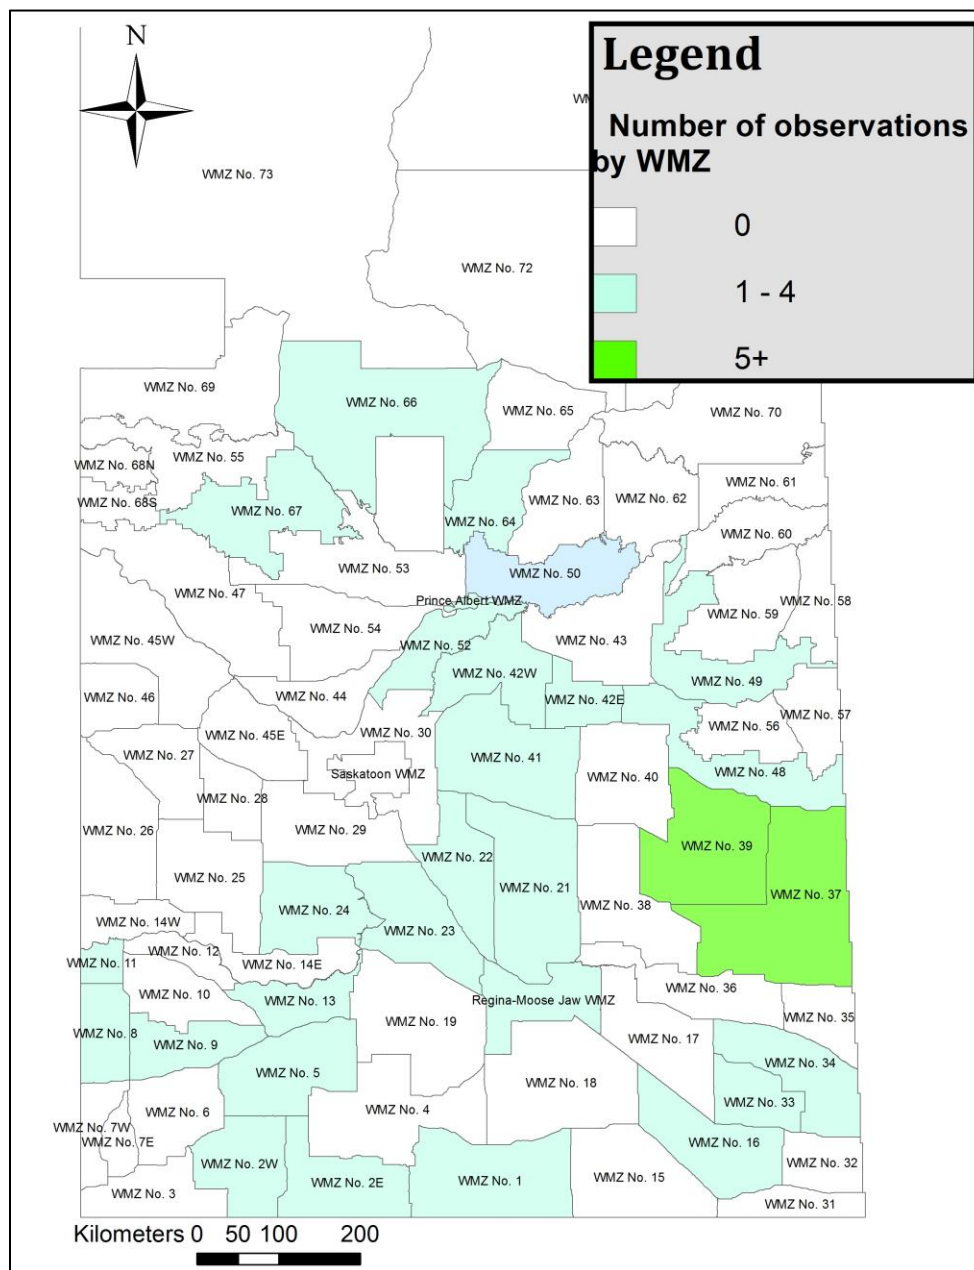 N
Legend
Number of observations
by WMZ
0
1 - 4
5+
WMZ No. 73
WMZ No. 72
WMZ No. 69
WMZ No. 66
WMZ No. 65
WMZ No. 70
WMZ No. 68N
WMZ No. 55
WMZ No. 68S
WMZ No. 67
WMZ No. 64
WMZ No. 63
WMZ No. 62
WMZ No. 61
WMZ No. 60
WMZ No. 53
WMZ No. 50
WMZ No. 47
Prince Albert WMZ
WMZ No. 59
WMZ No. 58
WMZ No. 54
WMZ No. 45W
WMZ No. 52
WMZ No. 43
WMZ No. 42W
WMZ No. 49
WMZ No. 46
WMZ No. 44
WMZ No. 42E
WMZ No. 57
WMZ No. 56
WMZ No. 45E
WMZ No. 30
WMZ No. 27
WMZ No. 41
WMZ No. 48
Saskatoon WMZ
WMZ No. 40
WMZ No. 28
WMZ No. 29
WMZ No. 26
WMZ No. 39
WMZ No. 22
WMZ No. 25
WMZ No. 21
WMZ No. 37
WMZ No. 24
WMZ No. 38
WMZ No. 14W
WMZ No. 23
WMZ No. 12
WMZ No. 11
WMZ No. 14E
WMZ No. 36
WMZ No. 10
WMZ No. 13
Regina-Moose Jaw WMZ
WMZ No. 35
WMZ No. 19
WMZ No. 8
WMZ No. 9
WMZ No. 17
WMZ No. 34
WMZ No. 5
WMZ No. 18
WMZ No. 33
WMZ No. 6
WMZ No. 4
WMZ No. 7W
WMZ No. 7E
WMZ No. 16
WMZ No. 2W
WMZ No. 32
WMZ No. 3
WMZ No. 2E
WMZ No. 1
WMZ No. 15
WMZ No. 31
Kilometers 0 50 100 200